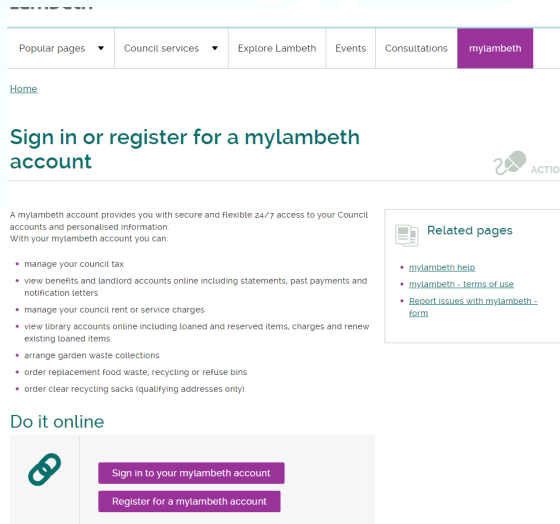 Popular pages
Council services
Explore Lambeth
Events
Consultations
mylambeth
Home
Sign in or register for a mylambeth
account
ACTIO
A mylambeth account provides you with secure and flexible 24/7 access to your Council
accounts and personalised information.
With your mylambeth account you can:
manage your council tax
view benefits and landlord accounts online including statements, past payments and
notification letters
manage your council rent or service charges
view library accounts online including loaned and reserved items, charges and renew
existing loaned items
arrange garden waste collections
order replacement food waste, recycling or refuse bins.
order clear recycling sacks (qualifying addresses only).
Related pages
mylambeth help
mylambeth - terms of use
Report issues with mylambeth -
form
Do it online
Sign in to your mylambeth account
Register for a mylambeth account